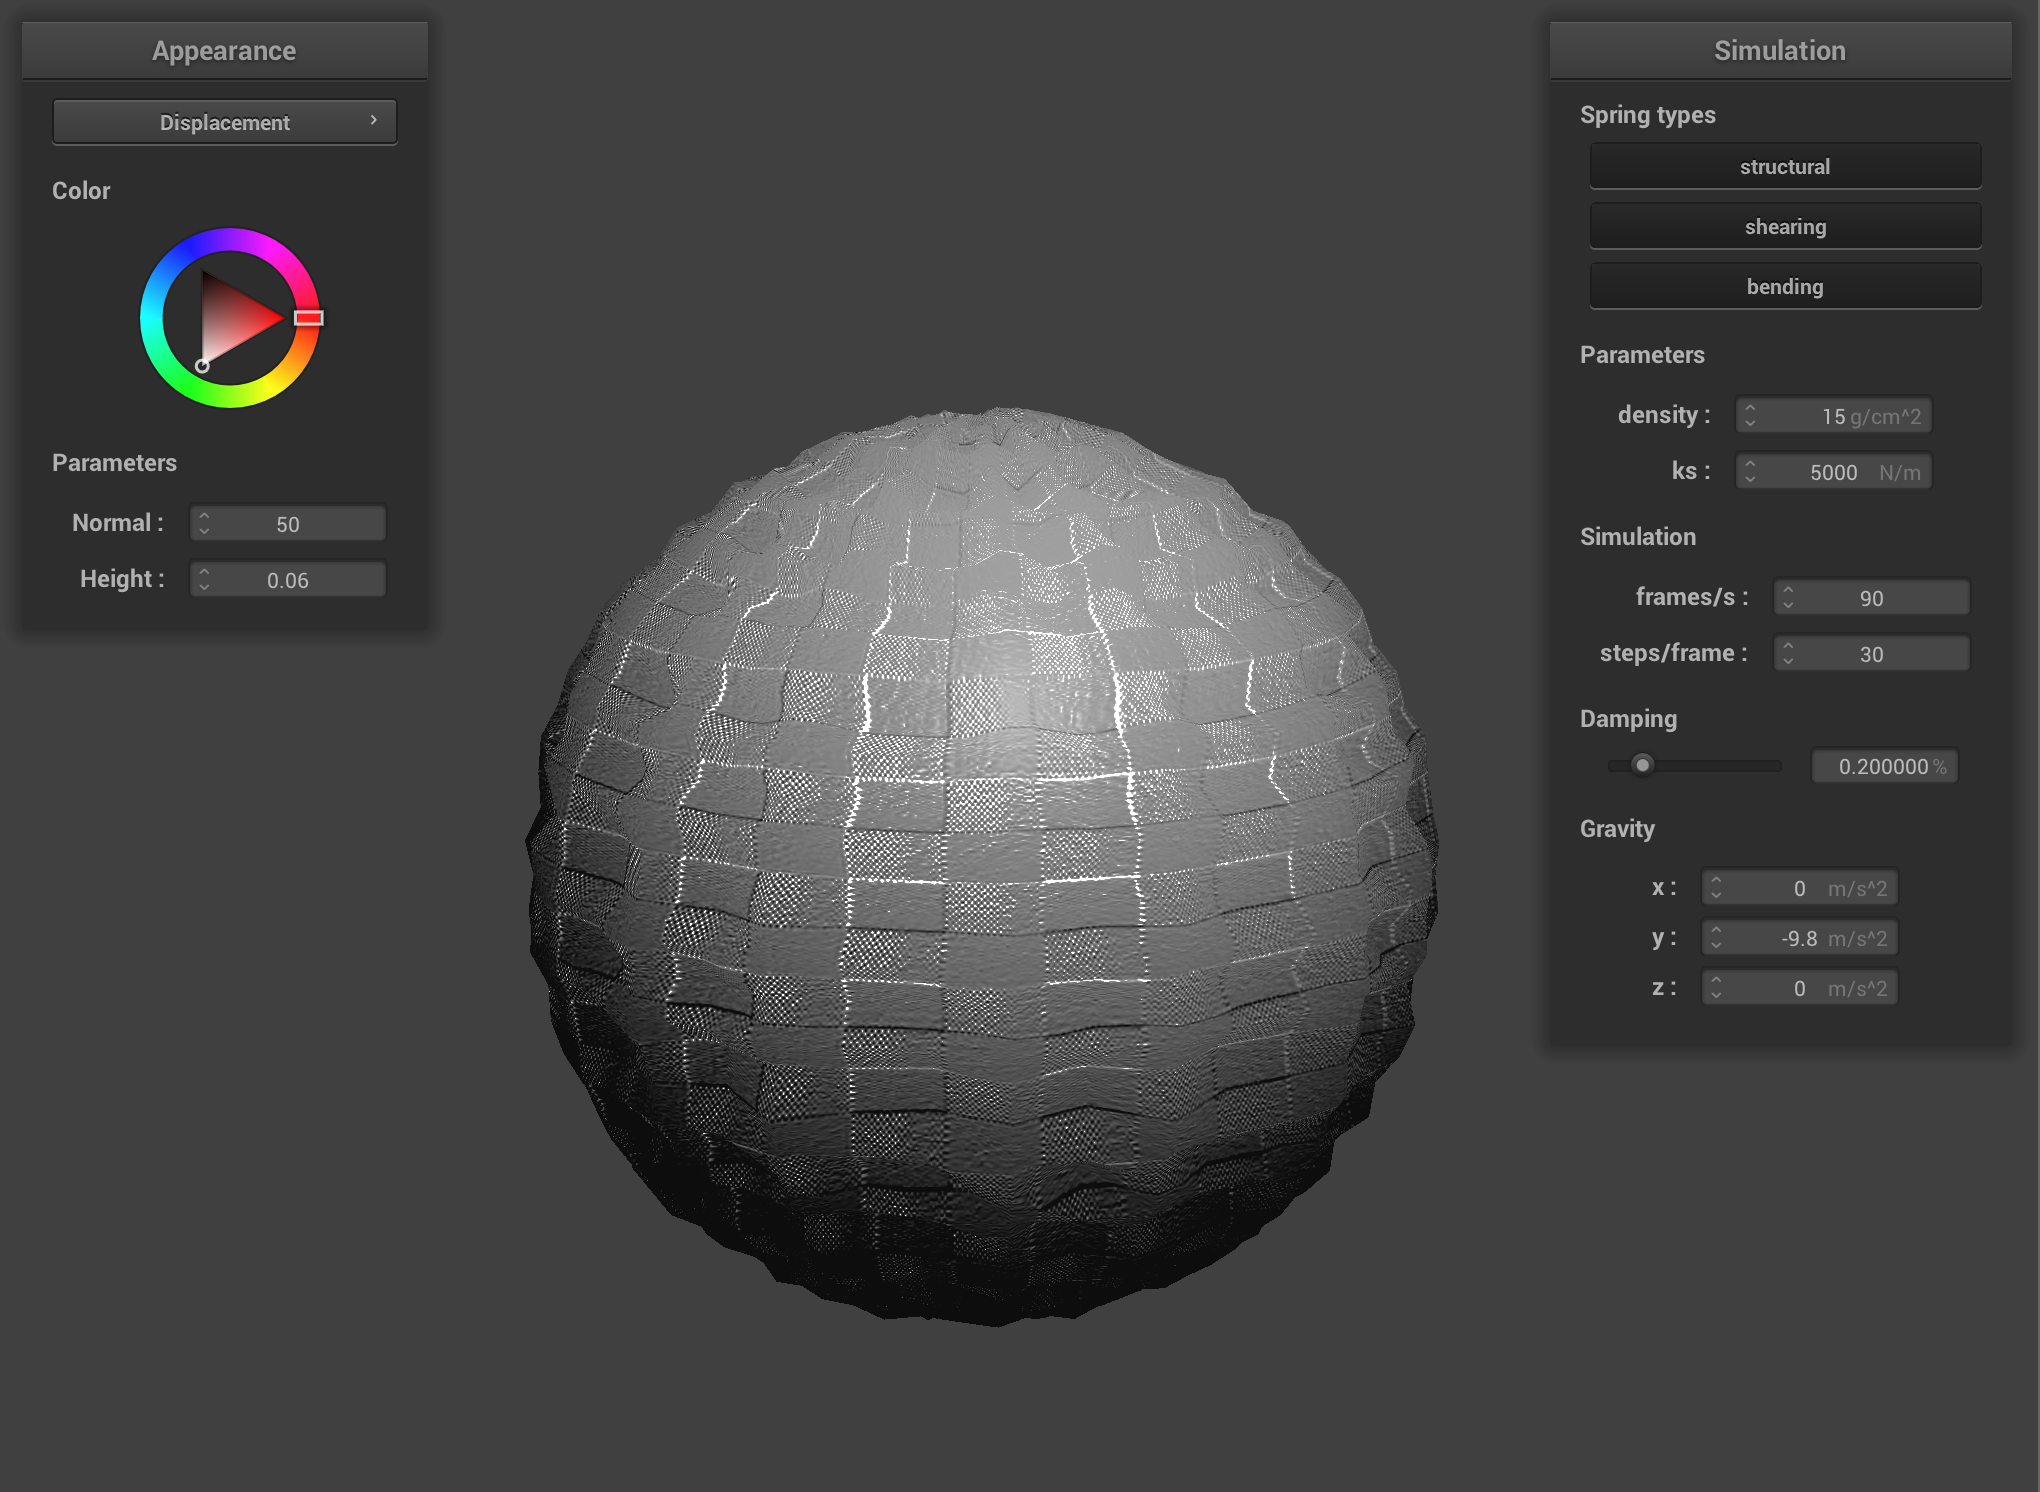 Appearance
Displacement
Color
Parameters
Normal : 50
Height : 0.06
Simulation
Spring types
structural
shearing
bending
Parameters
density : 15 g/cm^2
ks : 5000 N/m
Simulation
frames/s : 90
steps/frame : 30
Damping
0.200000 %
Gravity
x : 0 m/s^2
y : -9.8 m/s^2
z : 0 m/s^2